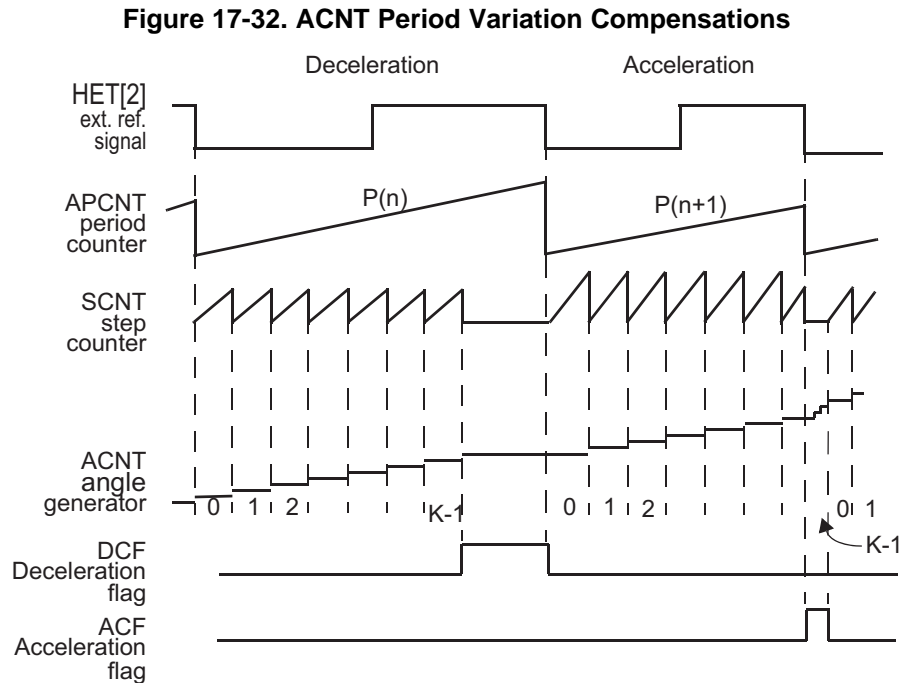 Figure 17-32. ACNT Period Variation Compensations
Deceleration
Acceleration
HET[2]
ext. ref.
signal
APCNT
period
counter
P(n)
P(n+1)
SCNT
step
counter
ACNT
angle
generator
0 1 2 K-1 0 1 2 0 1
K-1
DCF
Deceleration
flag
ACF
Acceleration
flag